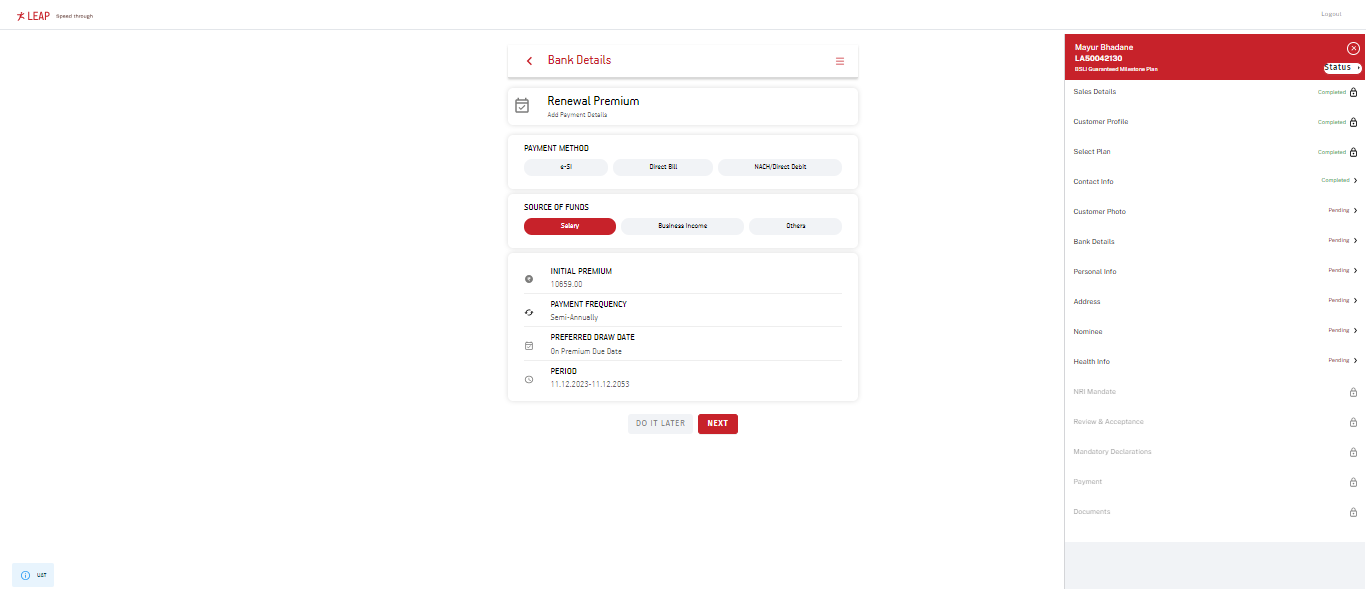 LEAP Speed through
Logout
Bank Details
Renewal Premium
Add Payment Details
PAYMENT METHOD
e-SI Direct Bill NACH/Direct Debit
SOURCE OF FUNDS
Salary Business Income Others
INITIAL PREMIUM
10659.00
PAYMENT FREQUENCY
Semi-Annually
PREFERRED DRAW DATE
On Premium Due Date
PERIOD
11.12.2023-11.12.2053
DO IT LATER NEXT
UAT
Mayur Bhadane
LA50042130
BSLI Guaranteed Milestone Plan
Status
Sales Details Completed
Customer Profile Completed
Select Plan Completed
Contact Info Completed
Customer Photo Pending
Bank Details Pending
Personal Info Pending
Address Pending
Nominee Pending
Health Info Pending
NRI Mandate
Review & Acceptance
Mandatory Declarations
Payment
Documents